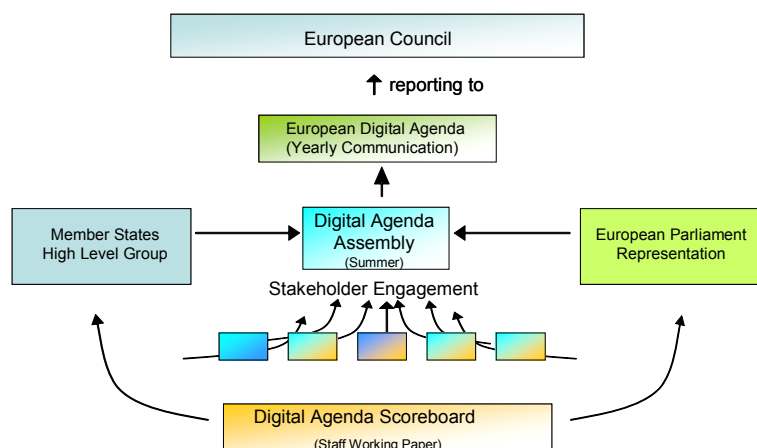 European Council
reporting to
European Digital Agenda
(Yearly Communication)
Member States
High Level Group
Digital Agenda
Assembly
(Summer)
European Parliament
Representation
Stakeholder Engagement
Digital Agenda Scoreboard
(Staff Working Paper)